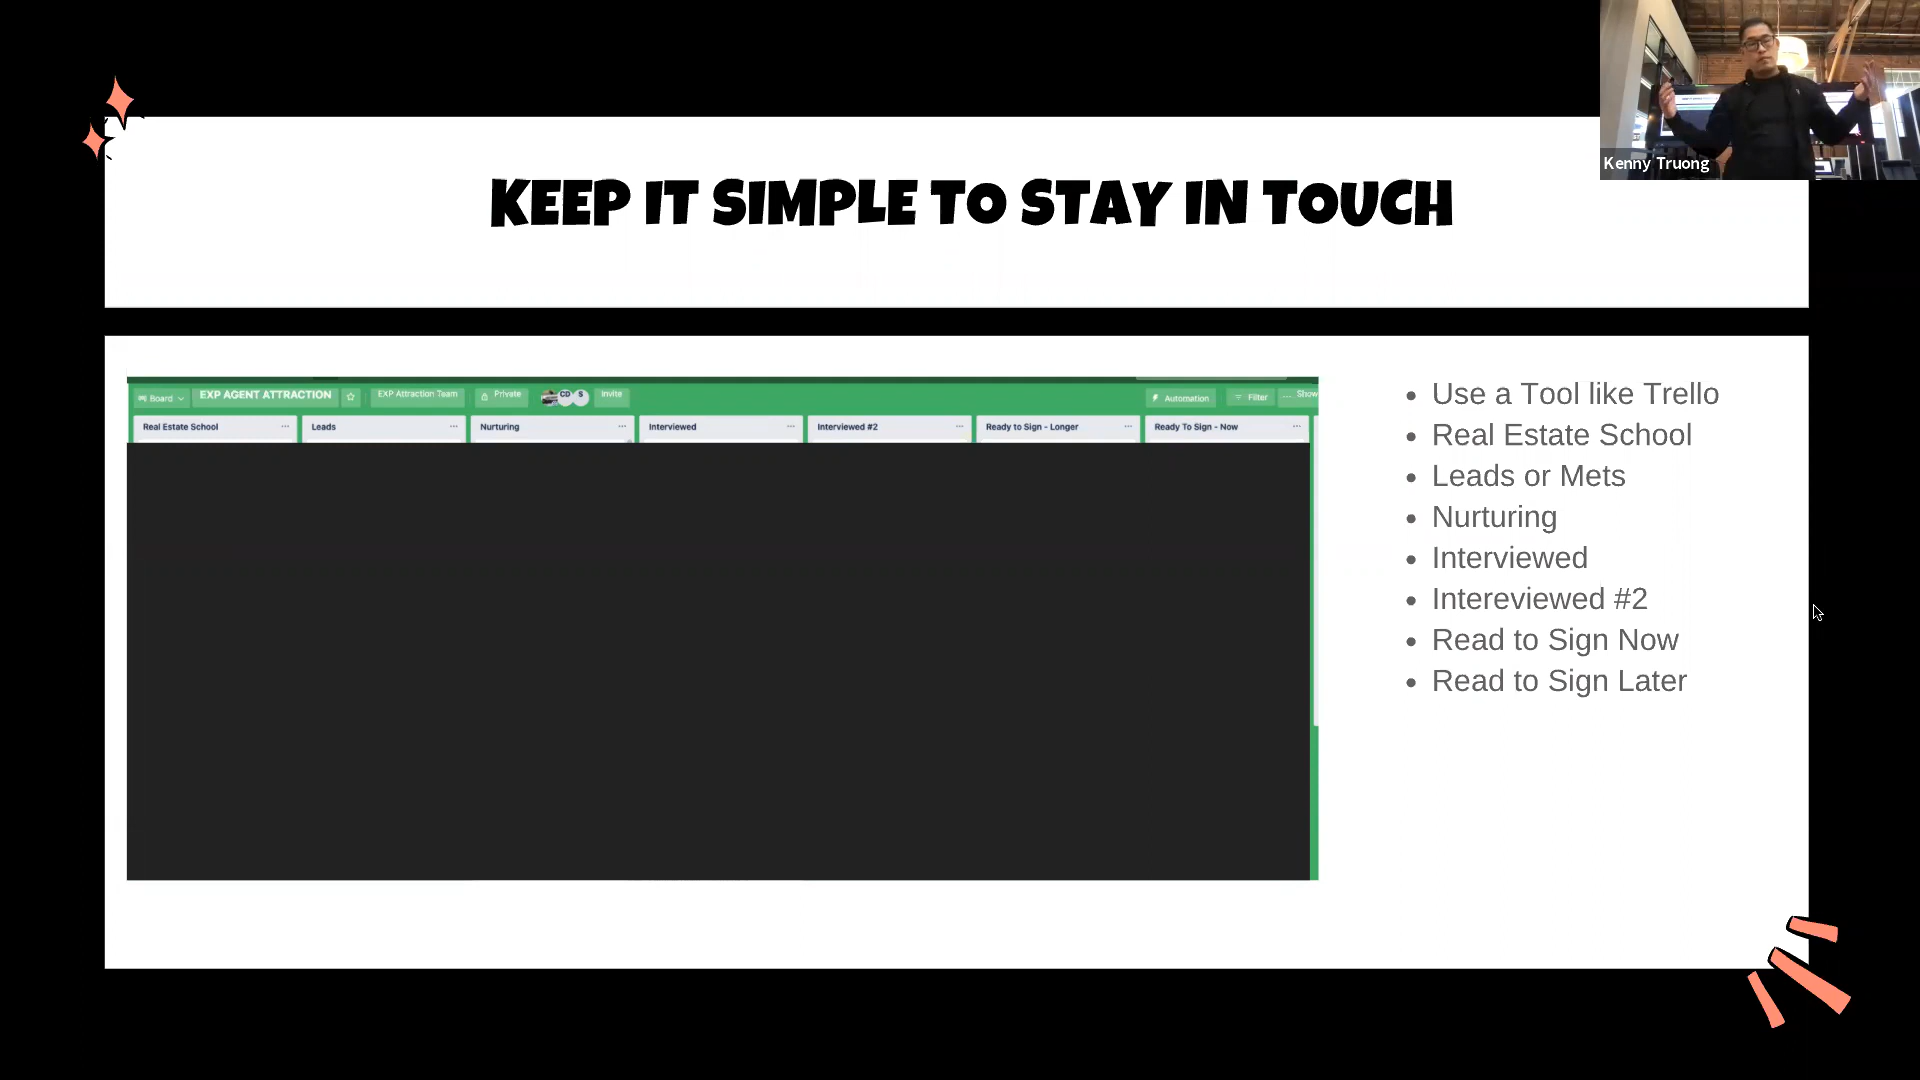 Kenny Truong
KEEP IT SIMPLE TO STAY IN TOUCH
Board
EXP AGENT ATTRACTION
EXP Attraction Team
Private
CD
S
Invite
Automation
Filter
Show
Real Estate School
Leads
Nurturing
Interviewed
Interviewed #2
Ready to Sign - Longer
Ready To Sign - Now
Use a Tool like Trello
Real Estate School
Leads or Mets
Nurturing
Interviewed
Intereviewed #2
Read to Sign Now
Read to Sign Later